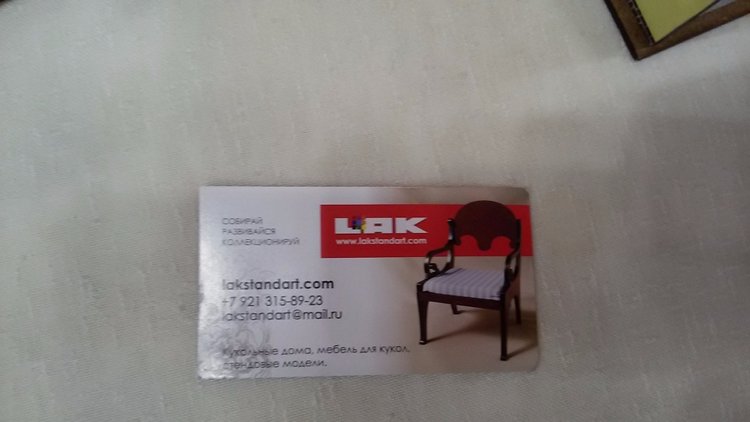 СОБИРАЙ
РАЗВИВАЙСЯ
КОЛЛЕКЦИОНИРУЙ
LAK
www.lakstandart.com
lakstandart.com
+7 921 315-89-23
lakstandart@mail.ru
Кукольные дома, мебель для кукол,
стендовые модели.